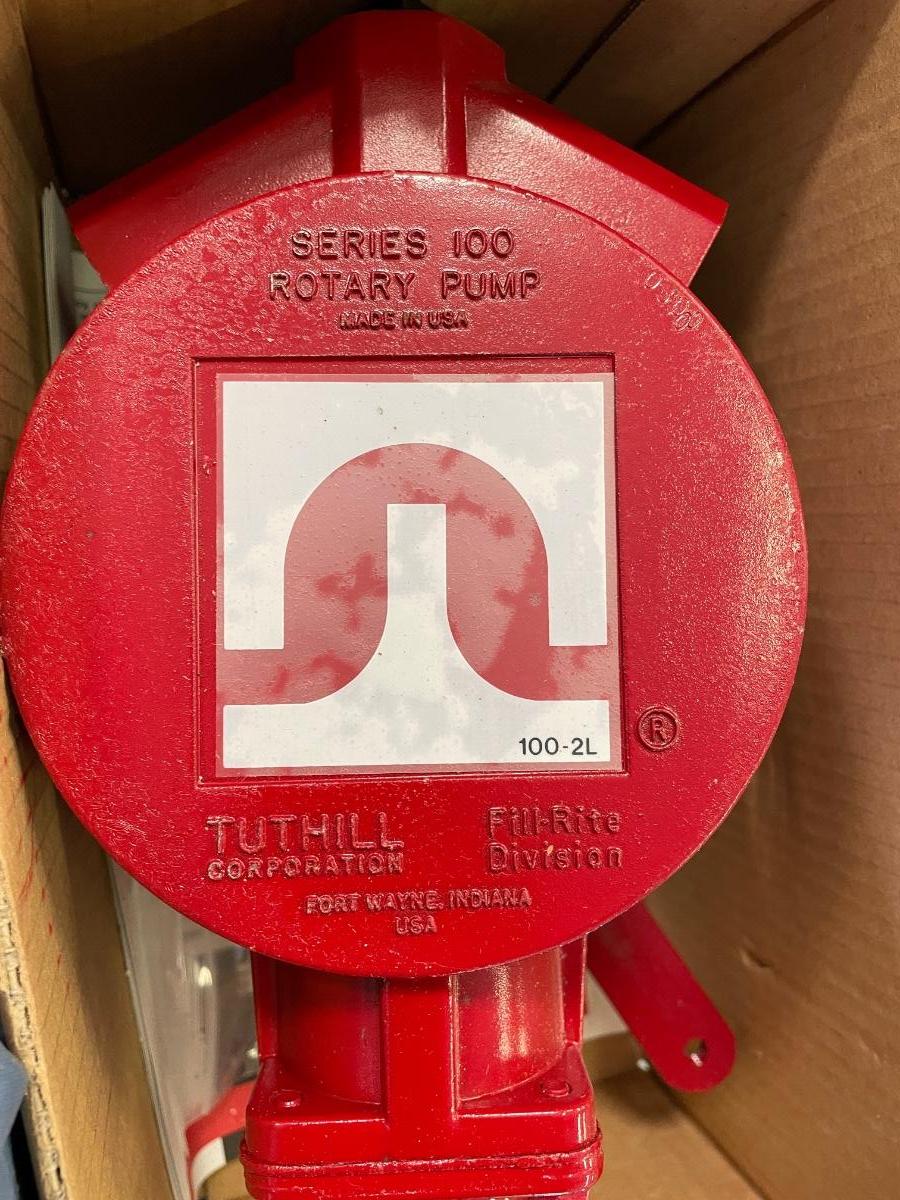 SERIES 100
ROTARY PUMP
MADE IN USA
100-2L
®
TUTHILL
CORPORATION
Fill-Rite
Division
FORT WAYNE, INDIANA
USA